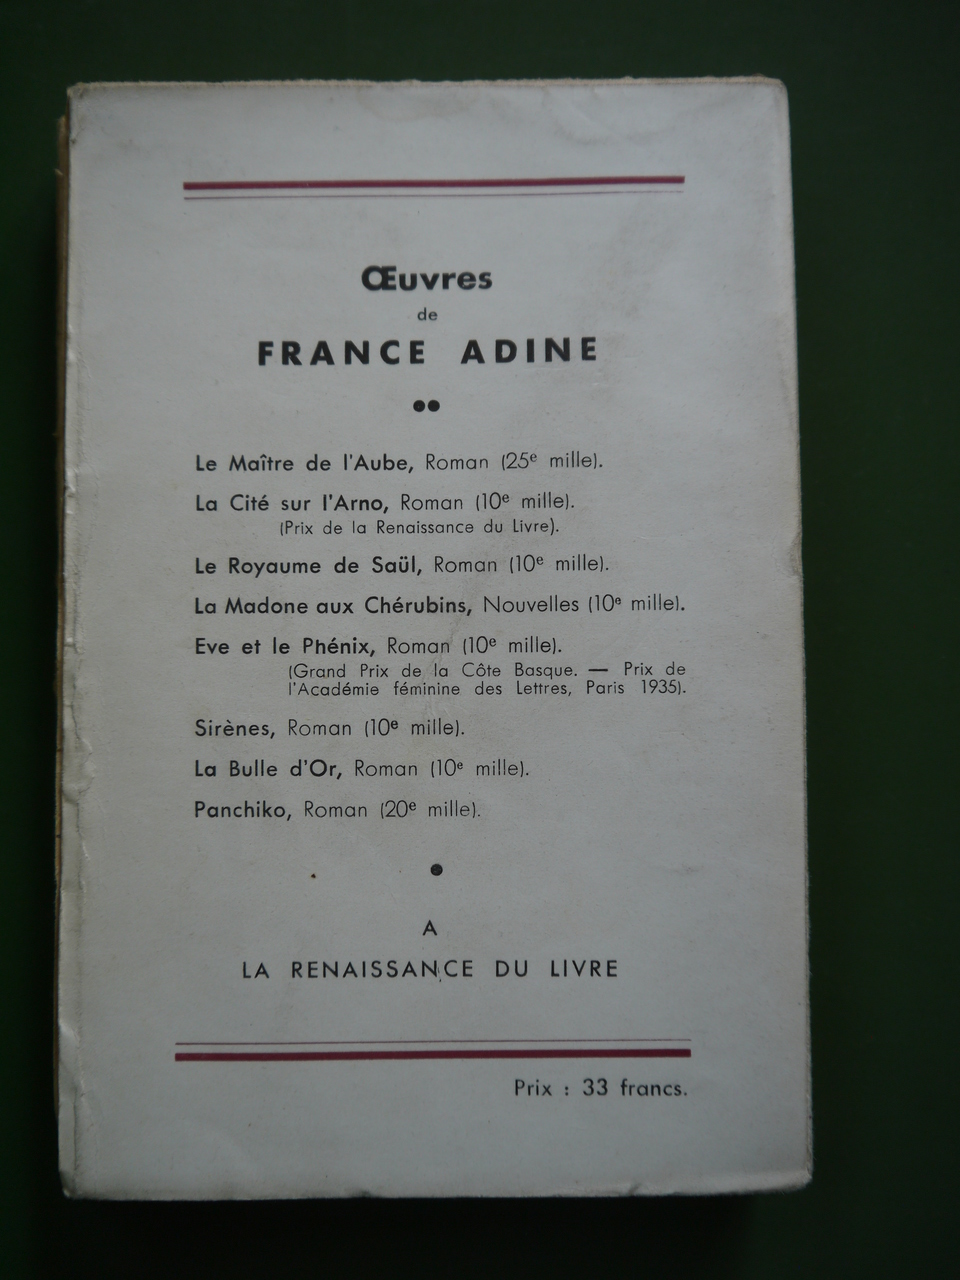 Œuvres
de
FRANCE ADINE
Le Maître de l'Aube, Roman (25e mille).
La Cité sur l'Arno, Roman (10e mille).
(Prix de la Renaissance du Livre).
Le Royaume de Saül, Roman (10e mille).
La Madone aux Chérubins, Nouvelles (10e mille).
Eve et le Phénix, Roman (10e mille).
(Grand Prix de la Côte Basque. — Prix de
l'Académie féminine des Lettres, Paris 1935).
Sirènes, Roman (10e mille).
La Bulle d'Or, Roman (10e mille).
Panchiko, Roman (20e mille).
A
LA RENAISSANCE DU LIVRE
Prix : 33 francs.